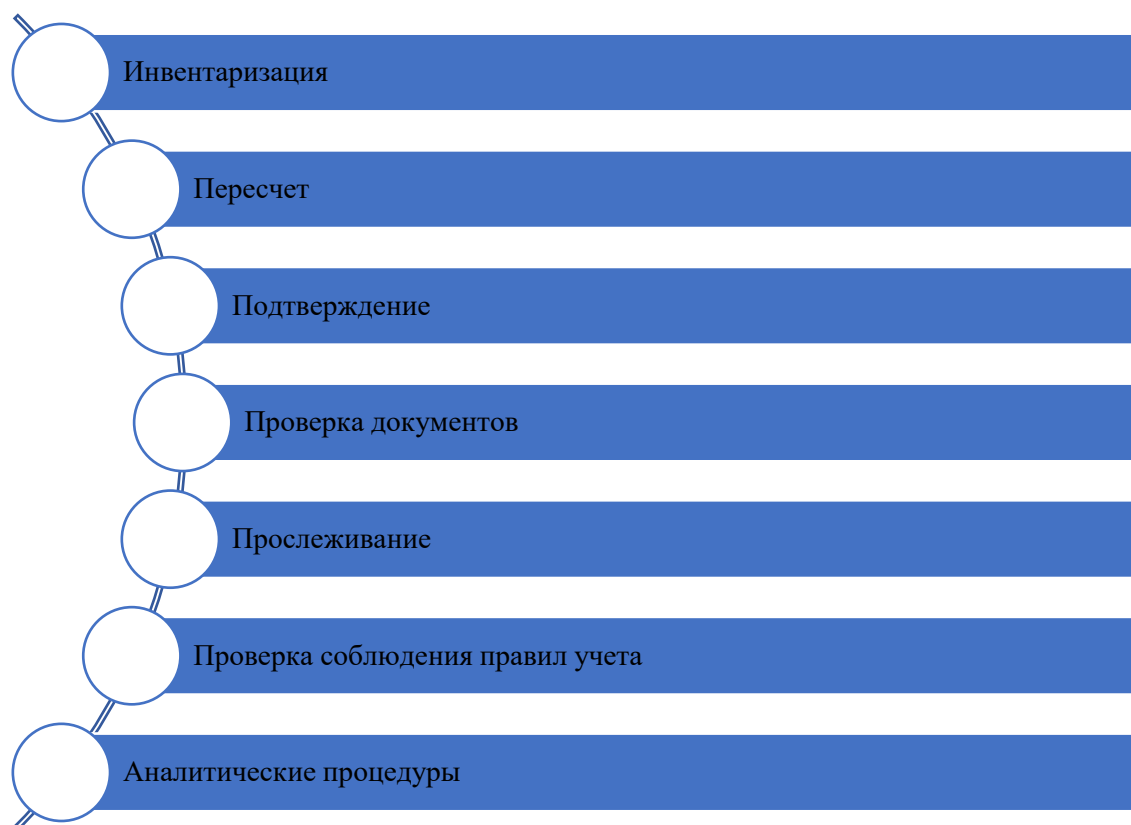 Инвентаризация
Пересчет
Подтверждение
Проверка документов
Прослеживание
Проверка соблюдения правил учета
Аналитические процедуры